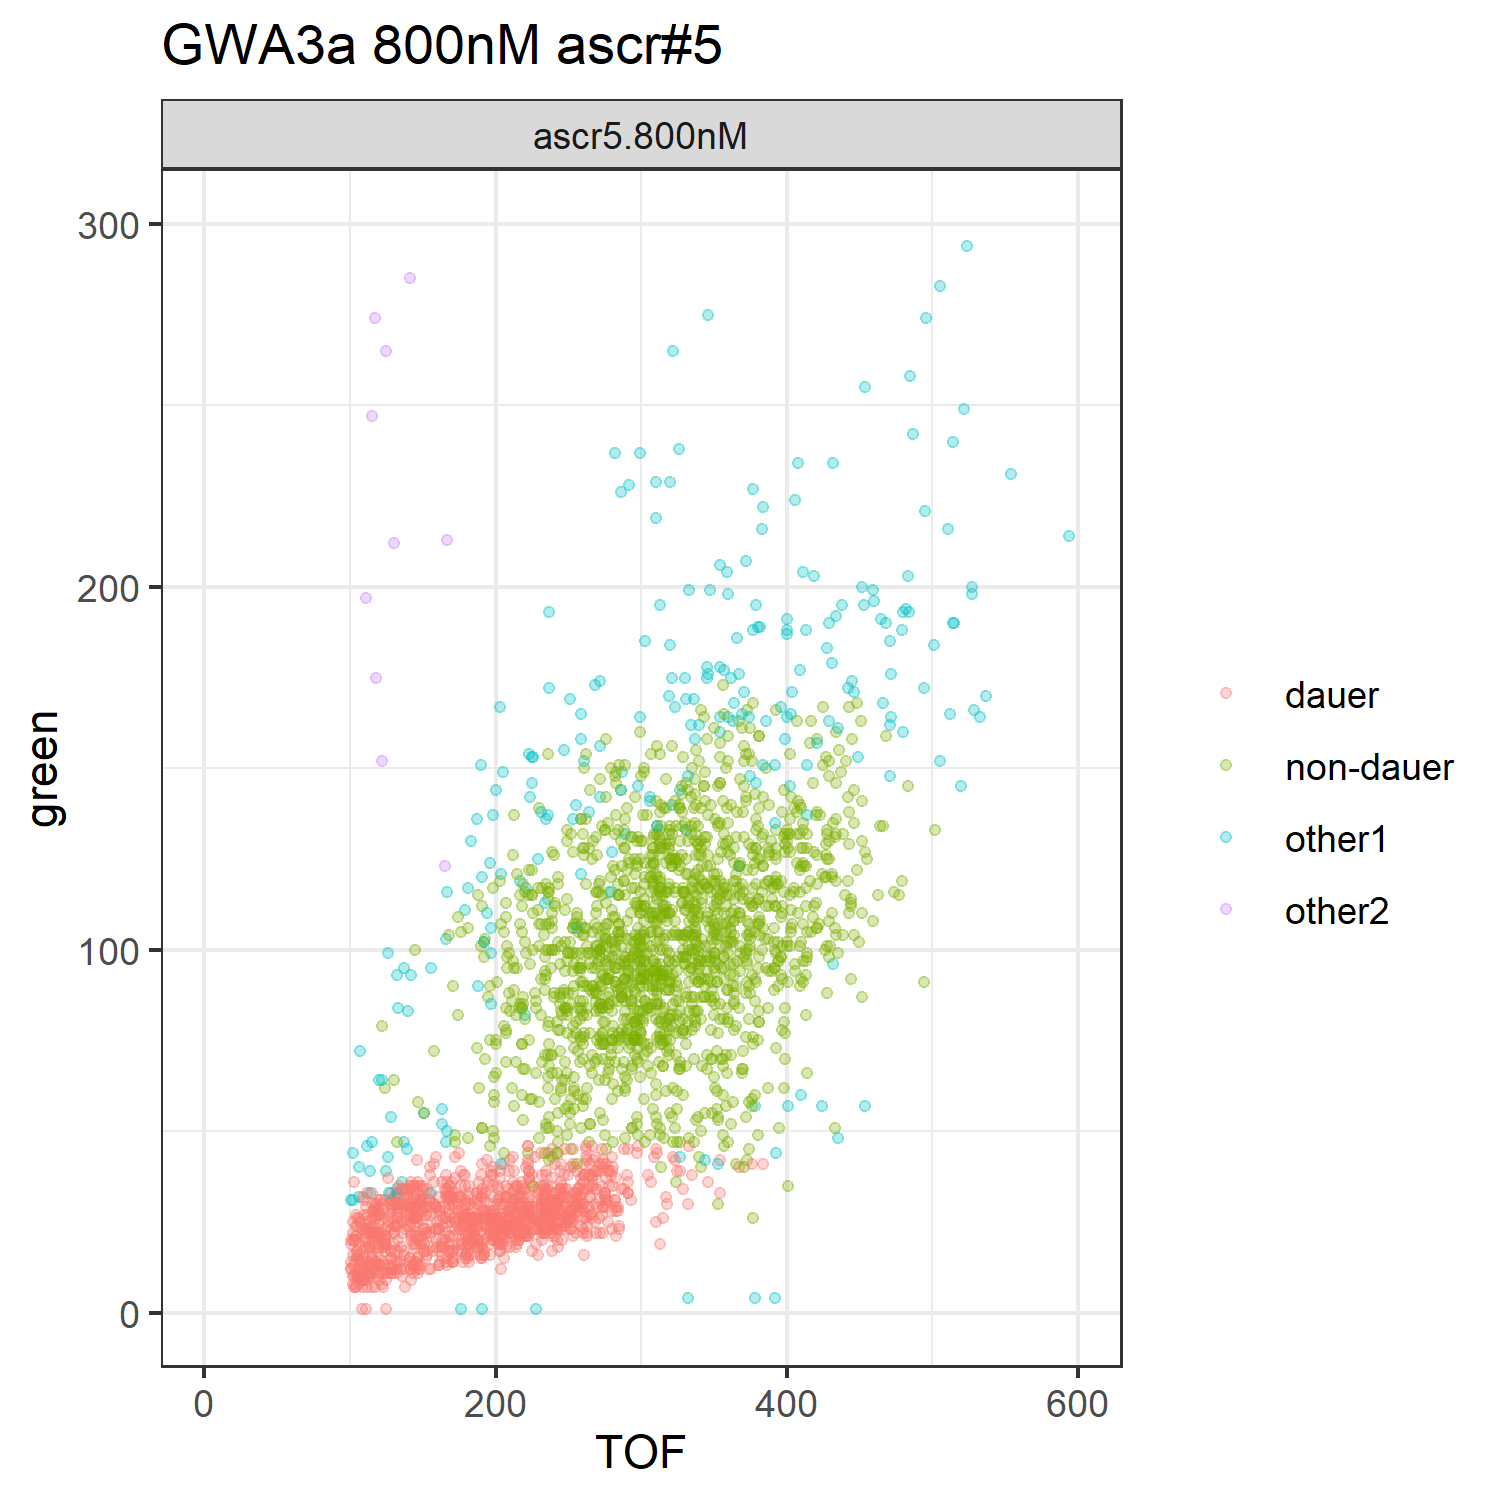 GWA3a 800nM ascr#5
ascr5.800nM
300
200
100
0
green
0 200 400 600
TOF
dauer
non-dauer
other1
other2